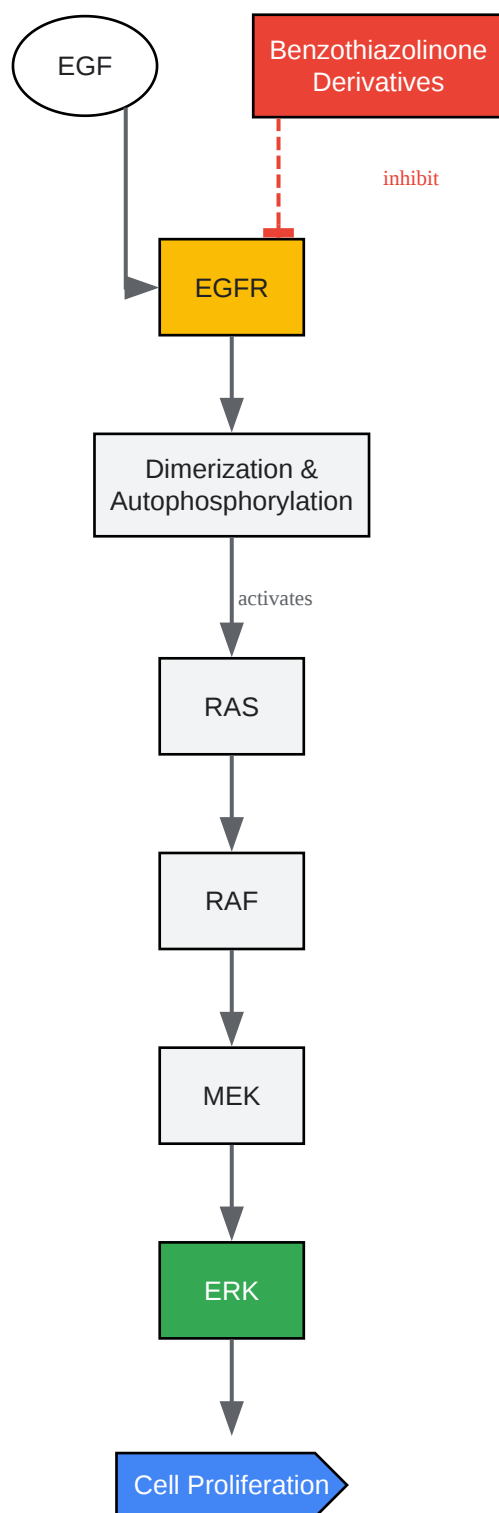 EGF
Benzothiazolinone
Derivatives
inhibit
EGFR
Dimerization &
Autophosphorylation
activates
RAS
RAF
MEK
ERK
Cell Proliferation